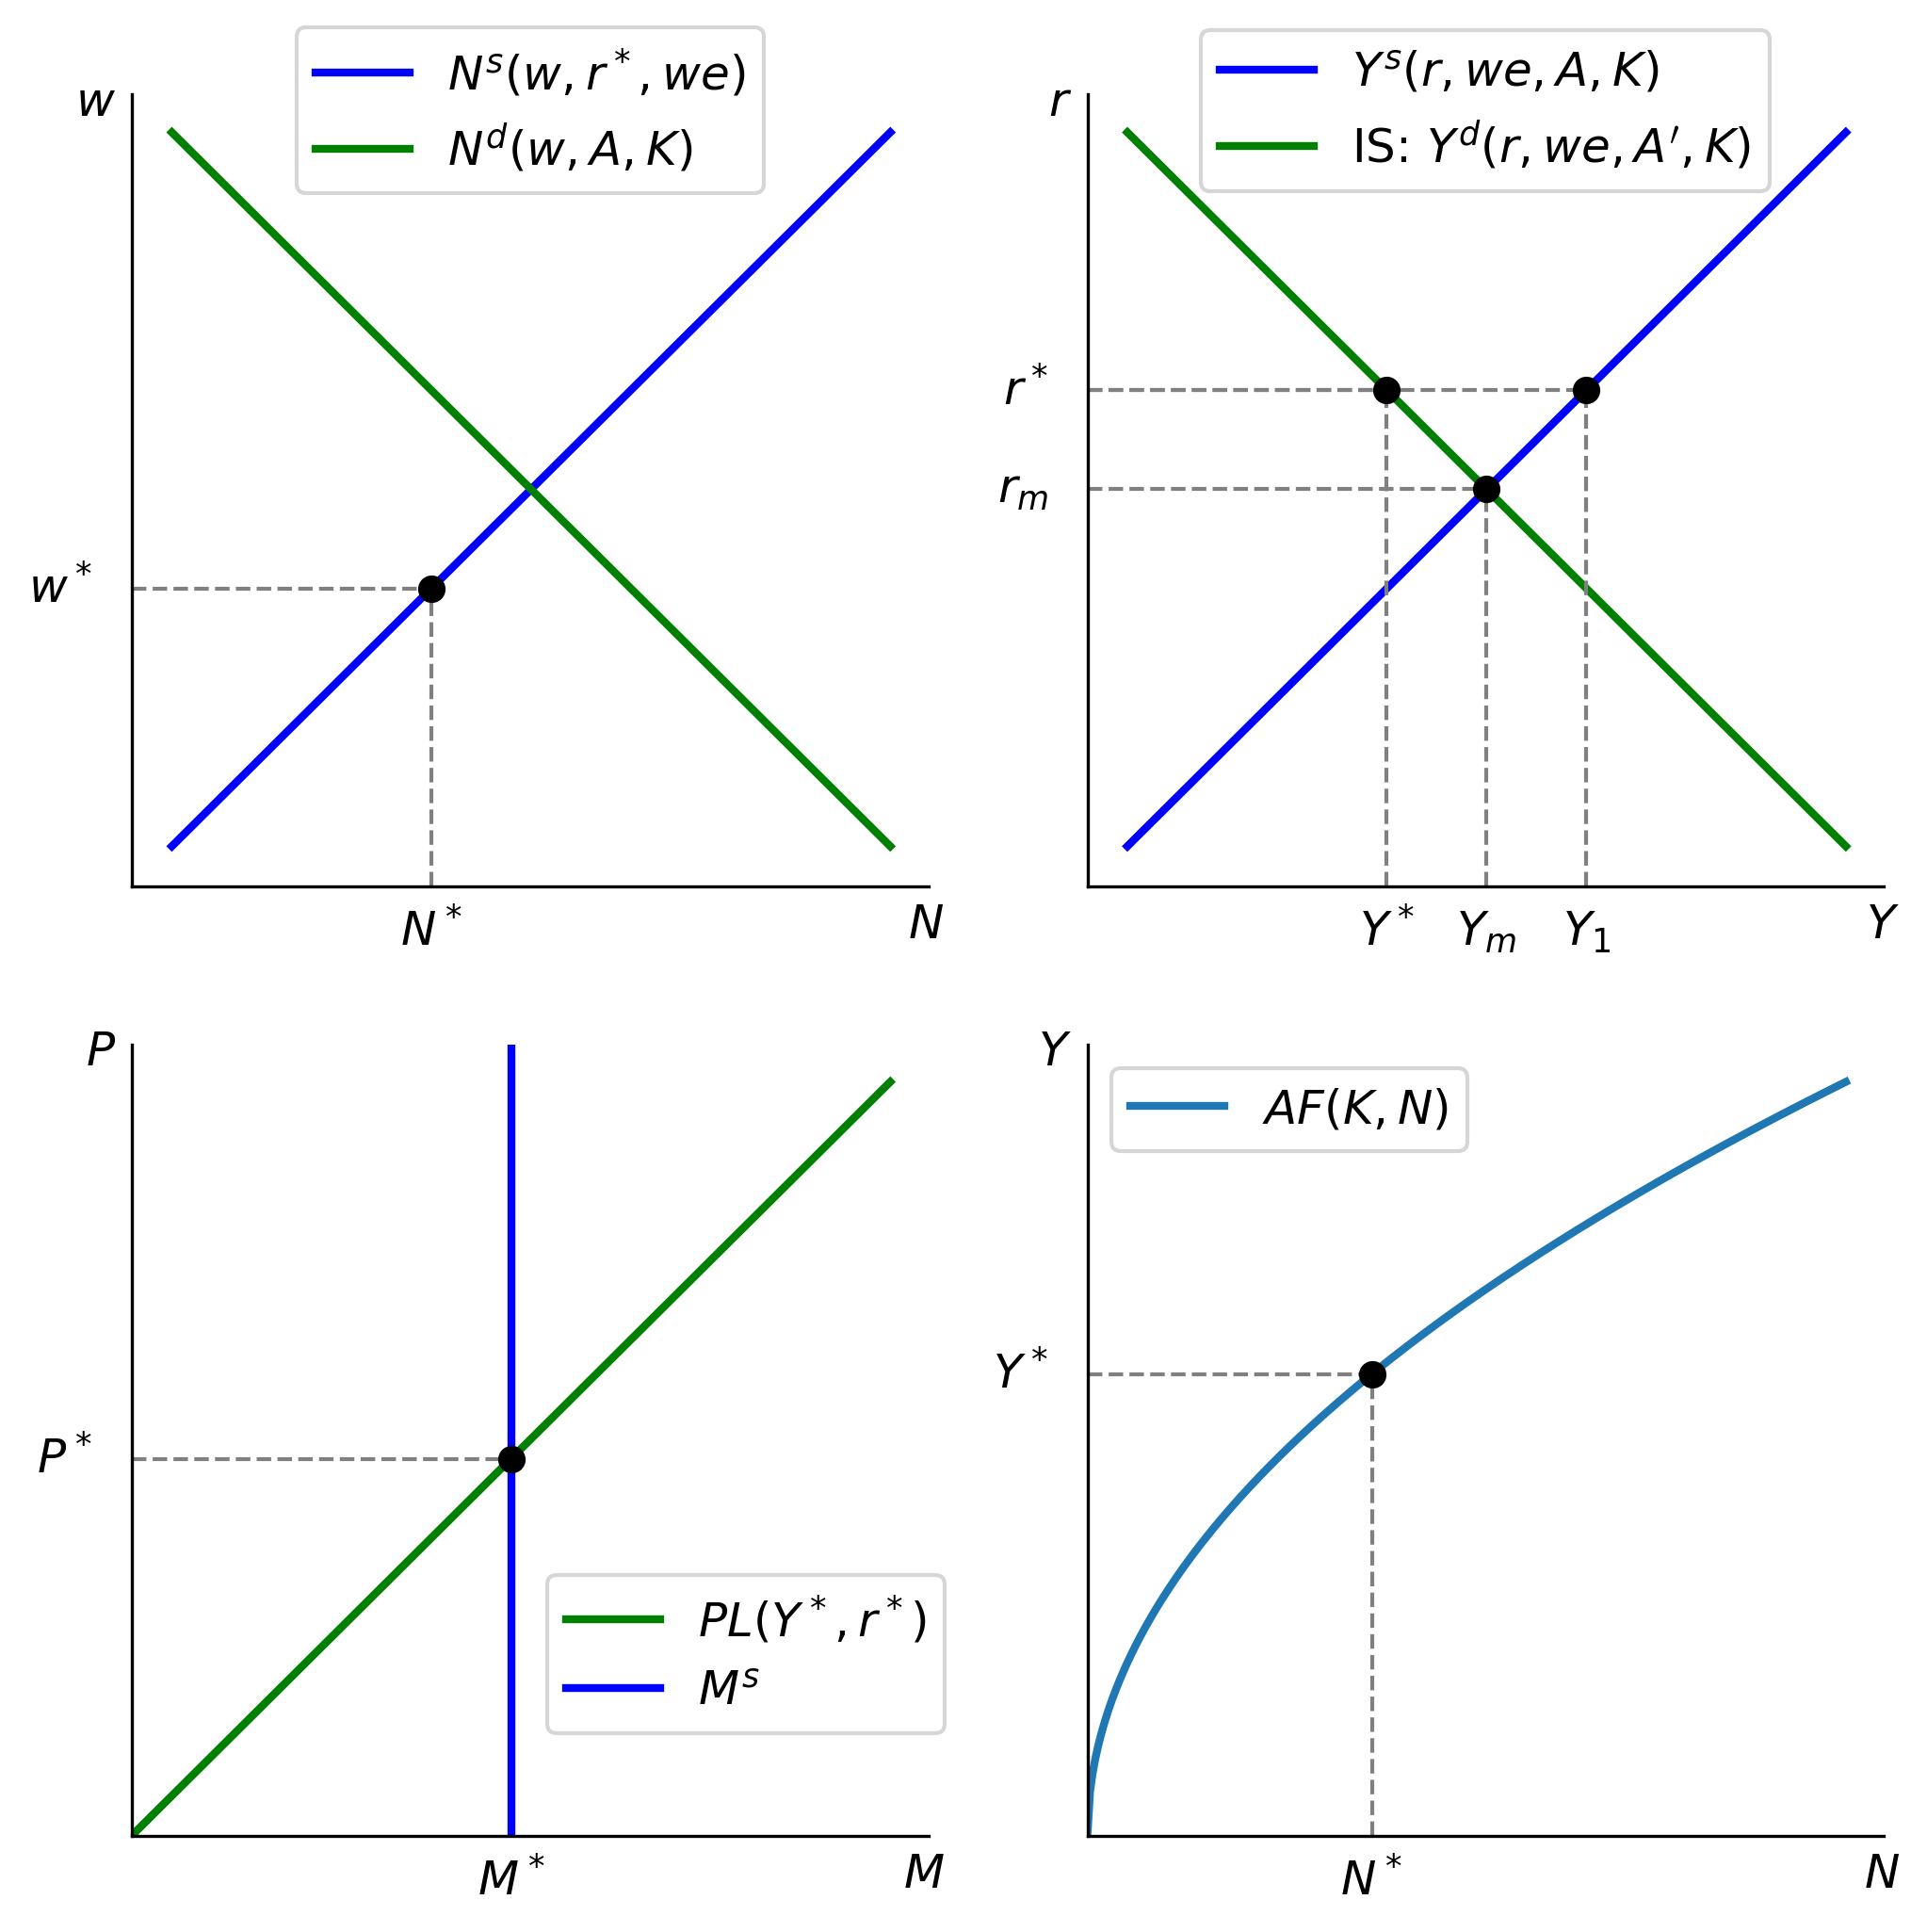 w
N^s(w, r^*, we)
N^d(w, A, K)
w^*
N^*
N
r
Y^s(r, we, A, K)
IS: Y^d(r, we, A′, K)
r^*
r_m
Y^*
Y_m
Y_1
Y
P
P^*
PL(Y^*, r^*)
M^s
M^*
M
Y
AF(K, N)
Y^*
N^*
N